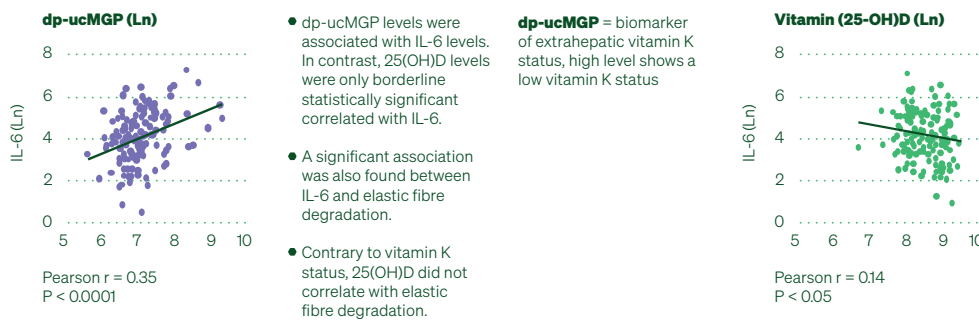 dp-ucMGP (Ln)
8
6
4
2
0
IL-6 (Ln)
5 6 7 8 9 10
Pearson r = 0.35
P < 0.0001
dp-ucMGP levels were
associated with IL-6 levels.
In contrast, 25(OH)D levels
were only borderline
statistically significant
correlated with IL-6.
A significant association
was also found between
IL-6 and elastic fibre
degradation.
Contrary to vitamin K
status, 25(OH)D did not
correlate with elastic
fibre degradation.
dp-ucMGP = biomarker
of extrahepatic vitamin K
status, high level shows a
low vitamin K status
Vitamin (25-OH)D (Ln)
8
6
4
2
0
IL-6 (Ln)
5 6 7 8 9
Pearson r = 0.14
P < 0.05